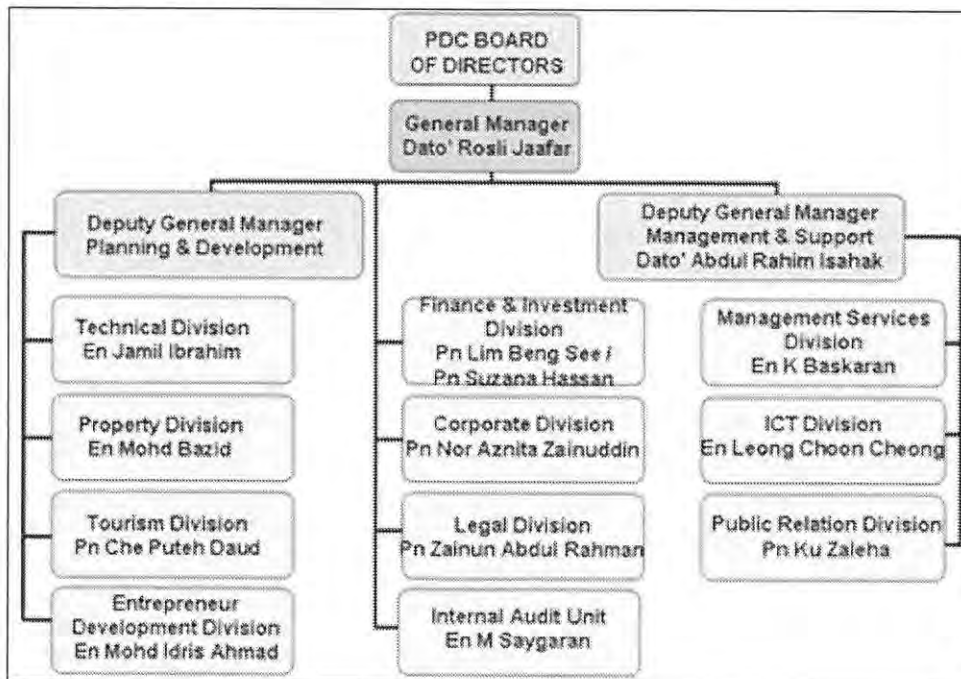 PDC BOARD
OF DIRECTORS
General Manager
Dato' Rosli Jaafar
Deputy General Manager
Planning & Development
Deputy General Manager
Management & Support
Dato' Abdul Rahim Isahak
Technical Division
En Jamil Ibrahim
Property Division
En Mohd Bazid
Tourism Division
Pn Che Puteh Daud
Entrepreneur
Development Division
En Mohd Idris Ahmad
Finance & Investment
Division
Pn Lim Beng See /
Pn Suzana Hassan
Corporate Division
Pn Nor Aznita Zainuddin
Legal Division
Pn Zainun Abdul Rahman
Internal Audit Unit
En M Saygaran
Management Services
Division
En K Baskaran
ICT Division
En Leong Choon Cheong
Public Relation Division
Pn Ku Zaleha